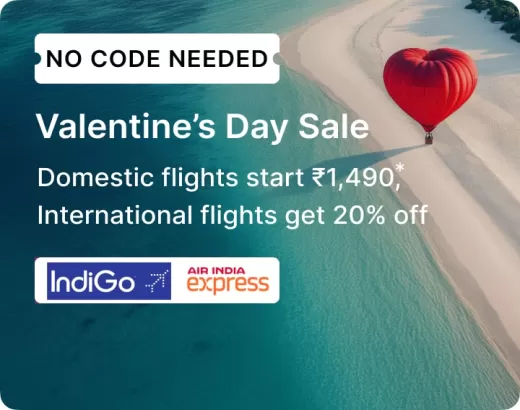 NO CODE NEEDED
Valentine’s Day Sale
Domestic flights start ₹1,490,*
International flights get 20% off
IndiGo
AIR INDIA
express